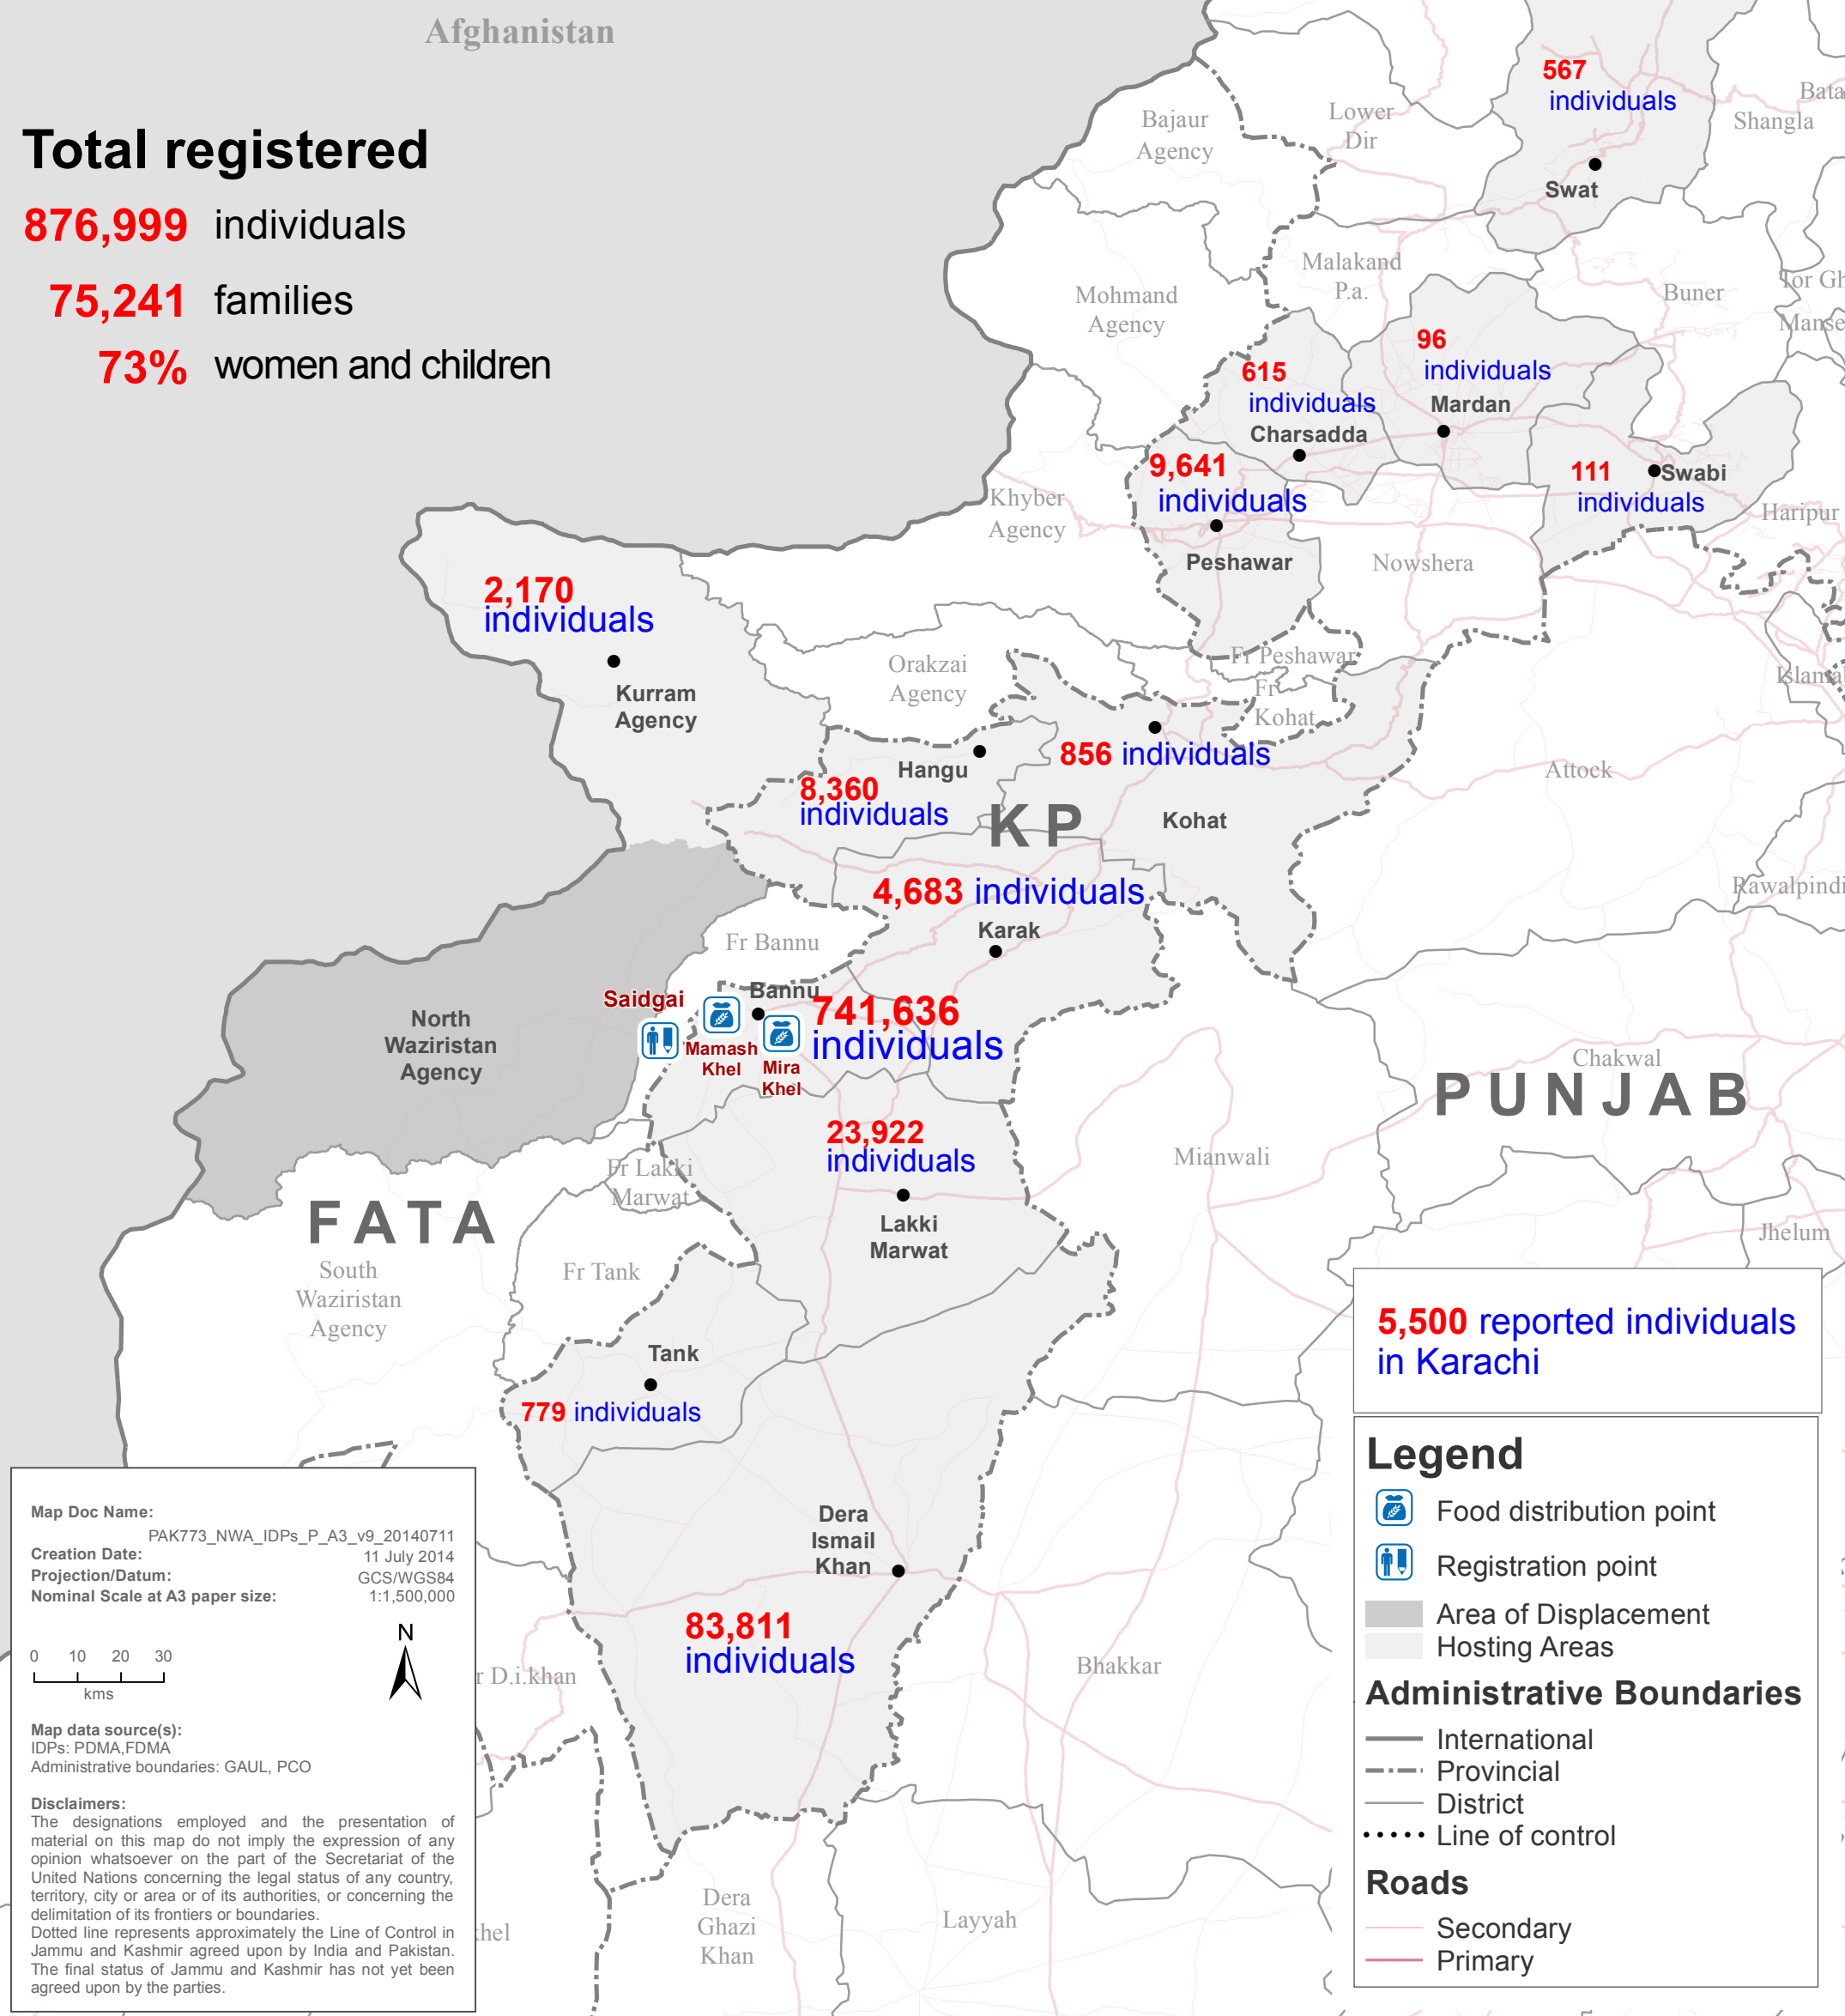 Afghanistan
Total registered
876,999 individuals
75,241 families
73% women and children
567
individuals
Swat
Bajaur
Agency
Lower
Dir
Shangla
Malakand
P.a.
Buner
Mohmand
Agency
96
individuals
Mardan
615
individuals
Charsadda
9,641
individuals
Peshawar
111
individuals
Swabi
Haripur
Khyber
Agency
Nowshera
2,170
individuals
Kurram
Agency
Orakzai
Agency
Fr Peshawar
Fr
Kohat
Hangu
8,360
individuals
856 individuals
Kohat
KP
Attock
4,683 individuals
Karak
Rawalpindi
Fr Bannu
Bannu
741,636
individuals
Saidgai
Mamash
Khel
Mira
Khel
North
Waziristan
Agency
Chakwal
PUNJAB
23,922
individuals
Lakki
Marwat
Fr Lakki
Marwat
Mianwali
FATA
South
Waziristan
Agency
Fr Tank
Jhelum
Tank
779 individuals
5,500 reported individuals
in Karachi
Dera
Ismail
Khan
83,811
individuals
r D.i.khan
Bhakkar
Dera
Ghazi
Khan
Layyah
khel
Map Doc Name:
PAK773_NWA_IDPs_P_A3_v9_20140711
Creation Date: 11 July 2014
Projection/Datum: GCS/WGS84
Nominal Scale at A3 paper size: 1:1,500,000
N
0 10 20 30
kms
Map data source(s):
IDPs: PDMA,FDMA
Administrative boundaries: GAUL, PCO
Disclaimers:
The designations employed and the presentation of
material on this map do not imply the expression of any
opinion whatsoever on the part of the Secretariat of the
United Nations concerning the legal status of any country,
territory, city or area or of its authorities, or concerning the
delimitation of its frontiers or boundaries.
Dotted line represents approximately the Line of Control in
Jammu and Kashmir agreed upon by India and Pakistan.
The final status of Jammu and Kashmir has not yet been
agreed upon by the parties.
Legend
Food distribution point
Registration point
Area of Displacement
Hosting Areas
Administrative Boundaries
International
Provincial
District
Line of control
Roads
Secondary
Primary